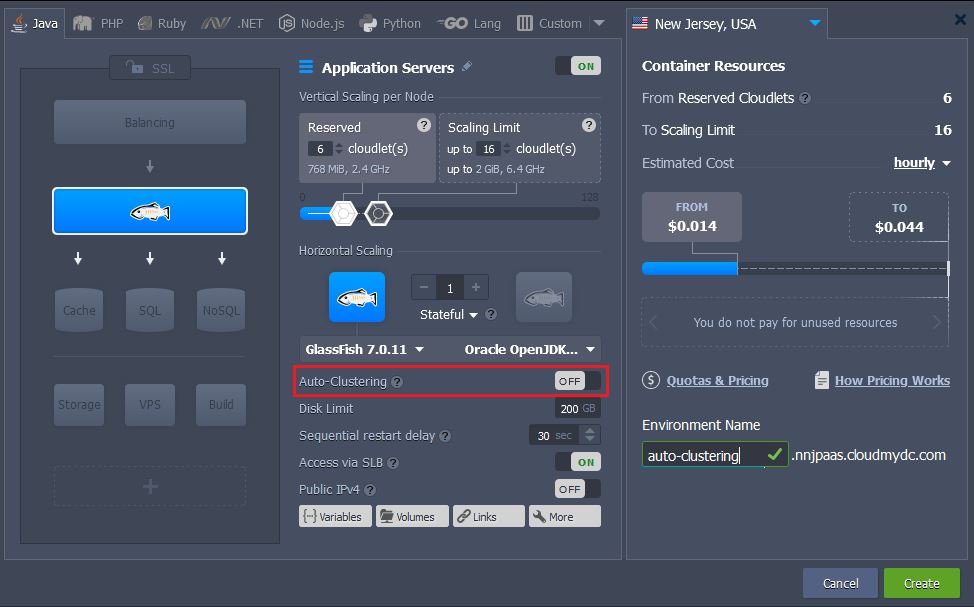 Java PHP Ruby .NET Node.js Python GO Lang Custom
SSL
Balancing
Cache SQL NoSQL
Storage VPS Build
Application Servers ON
Vertical Scaling per Node
Reserved ?
6 cloudlet(s)
768 MiB, 2.4 GHz
Scaling Limit ?
up to 16 cloudlet(s)
up to 2 GiB, 6.4 GHz
0 128
Horizontal Scaling
− 1 +
Stateful ?
GlassFish 7.0.11 Oracle OpenJDK...
Auto-Clustering ? OFF
Disk Limit 200 GB
Sequential restart delay ? 30 sec
Access via SLB ? ON
Public IPv4 ? OFF
Variables Volumes Links More
New Jersey, USA
Container Resources
From Reserved Cloudlets ? 6
To Scaling Limit 16
Estimated Cost hourly
FROM
$0.014
TO
$0.044
You do not pay for unused resources
$ Quotas & Pricing How Pricing Works
Environment Name
auto-clustering .nnjpaas.cloudmydc.com
Cancel Create